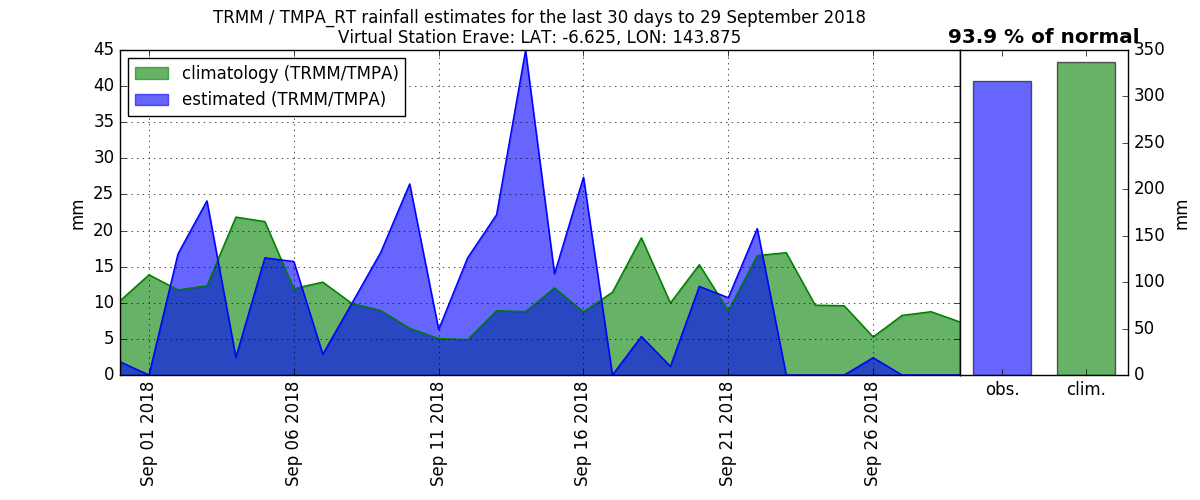 TRMM / TMPA_RT rainfall estimates for the last 30 days to 29 September 2018
Virtual Station Erave: LAT: -6.625, LON: 143.875
93.9 % of normal
climatology (TRMM/TMPA)
estimated (TRMM/TMPA)
mm
45
40
35
30
25
20
15
10
5
0
Sep 01 2018
Sep 06 2018
Sep 11 2018
Sep 16 2018
Sep 21 2018
Sep 26 2018
350
300
250
200
150
100
50
0
mm
obs.
clim.